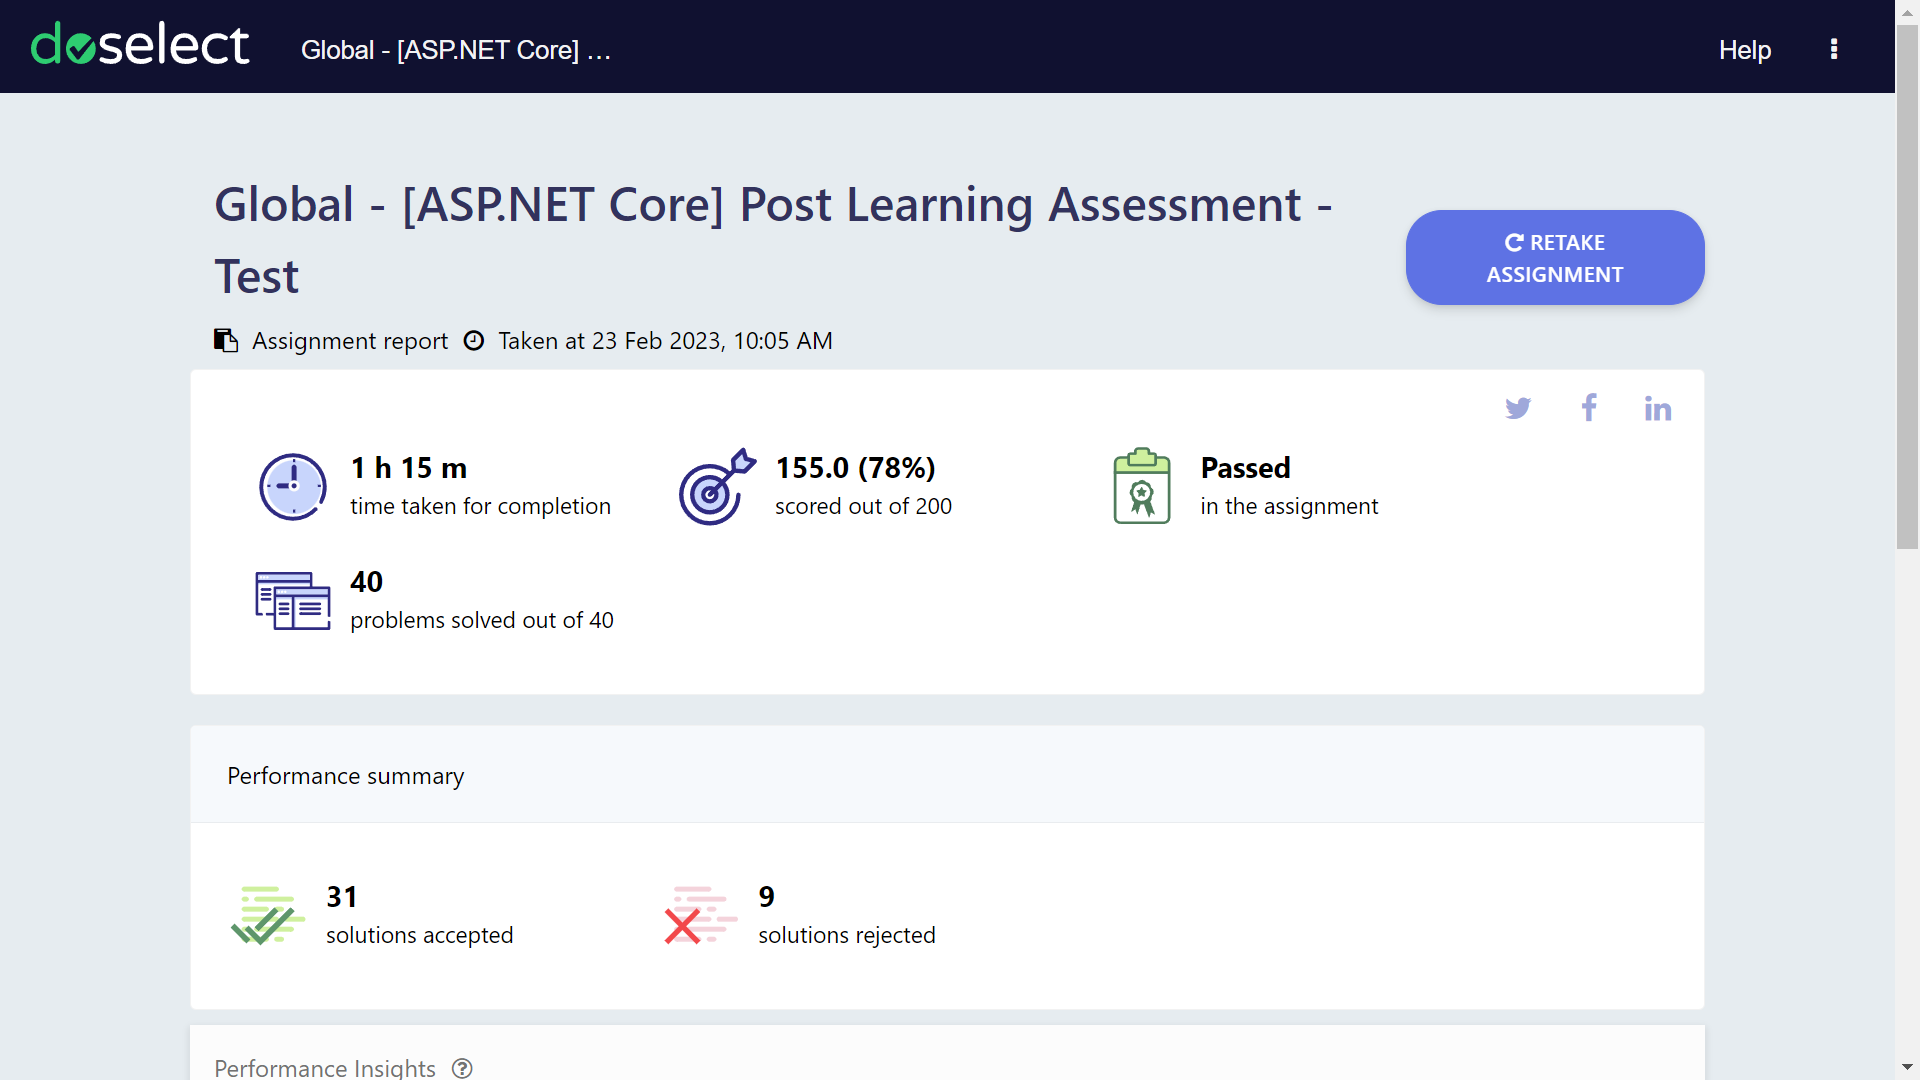 doselect
Global - [ASP.NET Core] …
Help
Global - [ASP.NET Core] Post Learning Assessment -
Test
RETAKE
ASSIGNMENT
Assignment report
Taken at 23 Feb 2023, 10:05 AM
1 h 15 m
time taken for completion
155.0 (78%)
scored out of 200
Passed
in the assignment
40
problems solved out of 40
Performance summary
31
solutions accepted
9
solutions rejected
Performance Insights